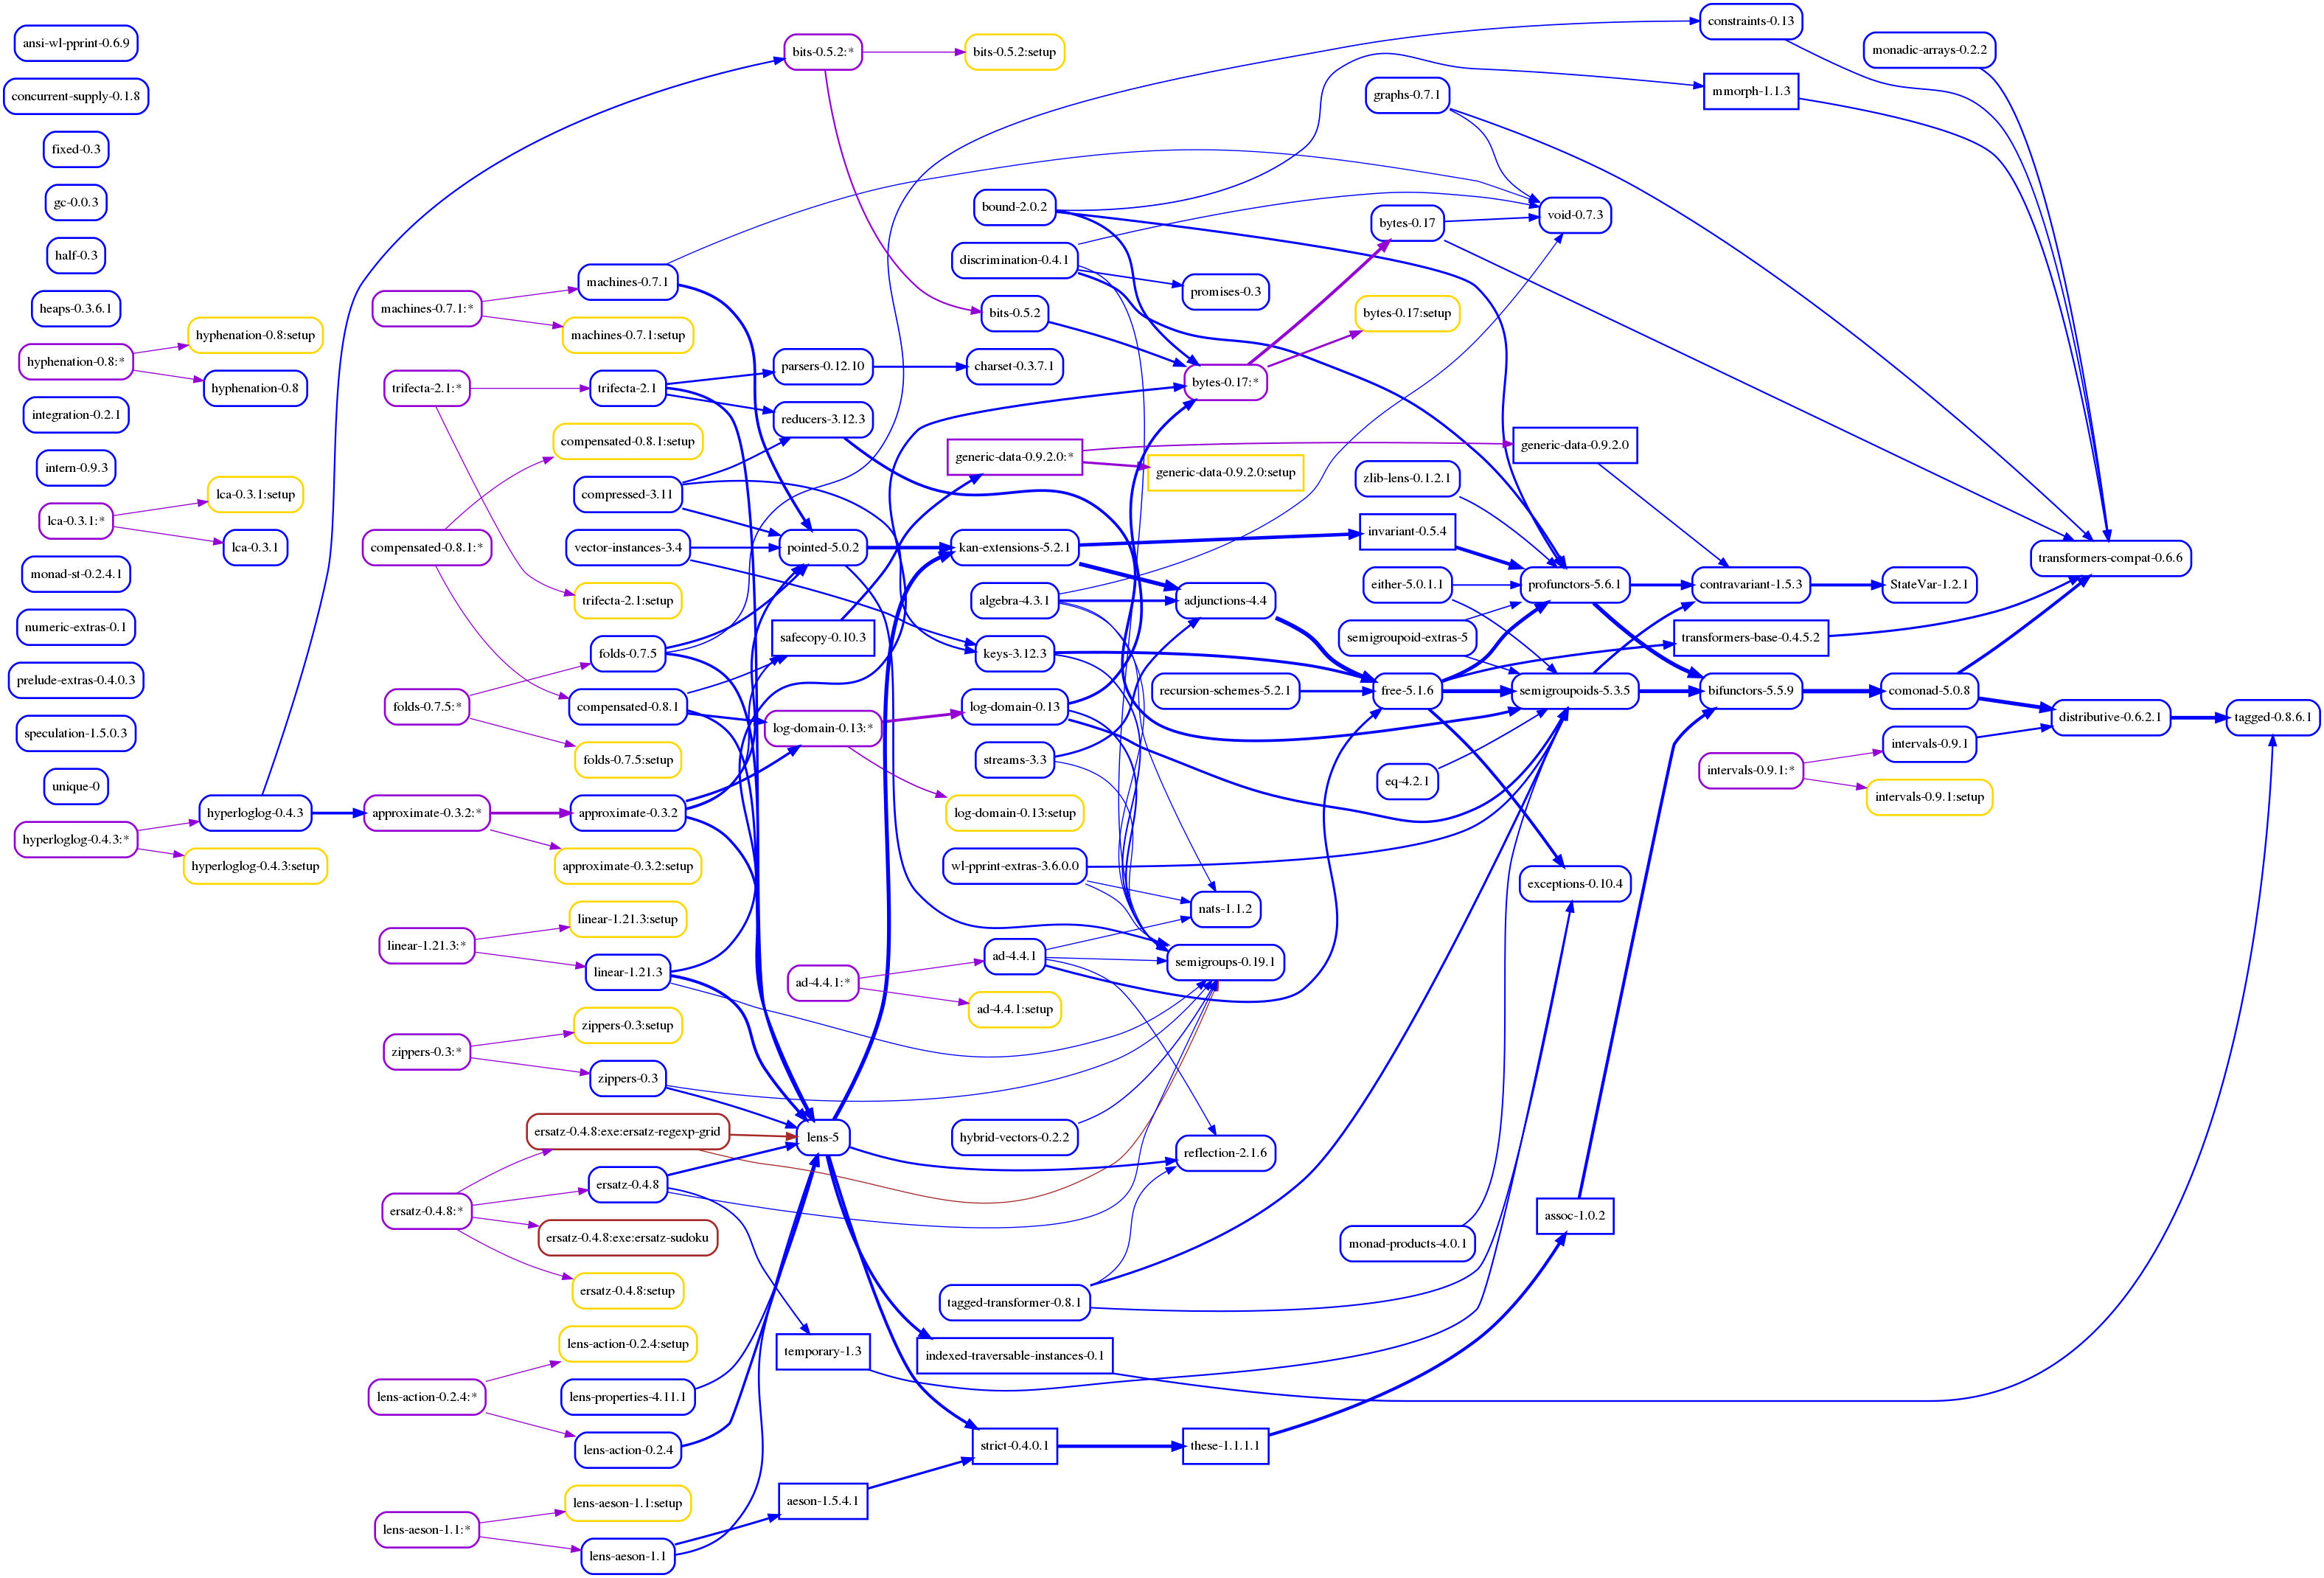 ansi-wl-pprint-0.6.9
concurrent-supply-0.1.8
fixed-0.3
gc-0.0.3
half-0.3
heaps-0.3.6.1
hyphenation-0.8:*
integration-0.2.1
intern-0.9.3
lca-0.3.1:*
monad-st-0.2.4.1
numeric-extras-0.1
prelude-extras-0.4.0.3
speculation-1.5.0.3
unique-0
hyperloglog-0.4.3:*
hyphenation-0.8:setup
hyphenation-0.8
lca-0.3.1:setup
lca-0.3.1
hyperloglog-0.4.3
hyperloglog-0.4.3:setup
machines-0.7.1:*
trifecta-2.1:*
compensated-0.8.1:*
folds-0.7.5:*
approximate-0.3.2:*
linear-1.21.3:*
zippers-0.3:*
ersatz-0.4.8:*
lens-action-0.2.4:*
lens-aeson-1.1:*
machines-0.7.1
machines-0.7.1:setup
trifecta-2.1
compensated-0.8.1:setup
compressed-3.11
vector-instances-3.4
trifecta-2.1:setup
folds-0.7.5
compensated-0.8.1
folds-0.7.5:setup
approximate-0.3.2
approximate-0.3.2:setup
linear-1.21.3:setup
linear-1.21.3
zippers-0.3:setup
zippers-0.3
ersatz-0.4.8:exe:ersatz-regexp-grid
ersatz-0.4.8
ersatz-0.4.8:exe:ersatz-sudoku
ersatz-0.4.8:setup
lens-action-0.2.4:setup
lens-properties-4.11.1
lens-action-0.2.4
lens-aeson-1.1:setup
lens-aeson-1.1
bits-0.5.2:*
parsers-0.12.10
reducers-3.12.3
pointed-5.0.2
safecopy-0.10.3
log-domain-0.13:*
ad-4.4.1:*
lens-5
temporary-1.3
aeson-1.5.4.1
bits-0.5.2:setup
bound-2.0.2
discrimination-0.4.1
bits-0.5.2
charset-0.3.7.1
generic-data-0.9.2.0:*
kan-extensions-5.2.1
algebra-4.3.1
keys-3.12.3
log-domain-0.13
streams-3.3
log-domain-0.13:setup
wl-pprint-extras-3.6.0.0
ad-4.4.1
ad-4.4.1:setup
hybrid-vectors-0.2.2
tagged-transformer-0.8.1
indexed-traversable-instances-0.1
strict-0.4.0.1
promises-0.3
bytes-0.17:*
generic-data-0.9.2.0:setup
adjunctions-4.4
recursion-schemes-5.2.1
nats-1.1.2
semigroups-0.19.1
reflection-2.1.6
these-1.1.1.1
graphs-0.7.1
bytes-0.17
bytes-0.17:setup
zlib-lens-0.1.2.1
invariant-0.5.4
either-5.0.1.1
semigroupoid-extras-5
free-5.1.6
eq-4.2.1
monad-products-4.0.1
void-0.7.3
generic-data-0.9.2.0
profunctors-5.6.1
semigroupoids-5.3.5
exceptions-0.10.4
assoc-1.0.2
constraints-0.13
mmorph-1.1.3
contravariant-1.5.3
transformers-base-0.4.5.2
bifunctors-5.5.9
intervals-0.9.1:*
monadic-arrays-0.2.2
StateVar-1.2.1
comonad-5.0.8
intervals-0.9.1
intervals-0.9.1:setup
transformers-compat-0.6.6
distributive-0.6.2.1
tagged-0.8.6.1